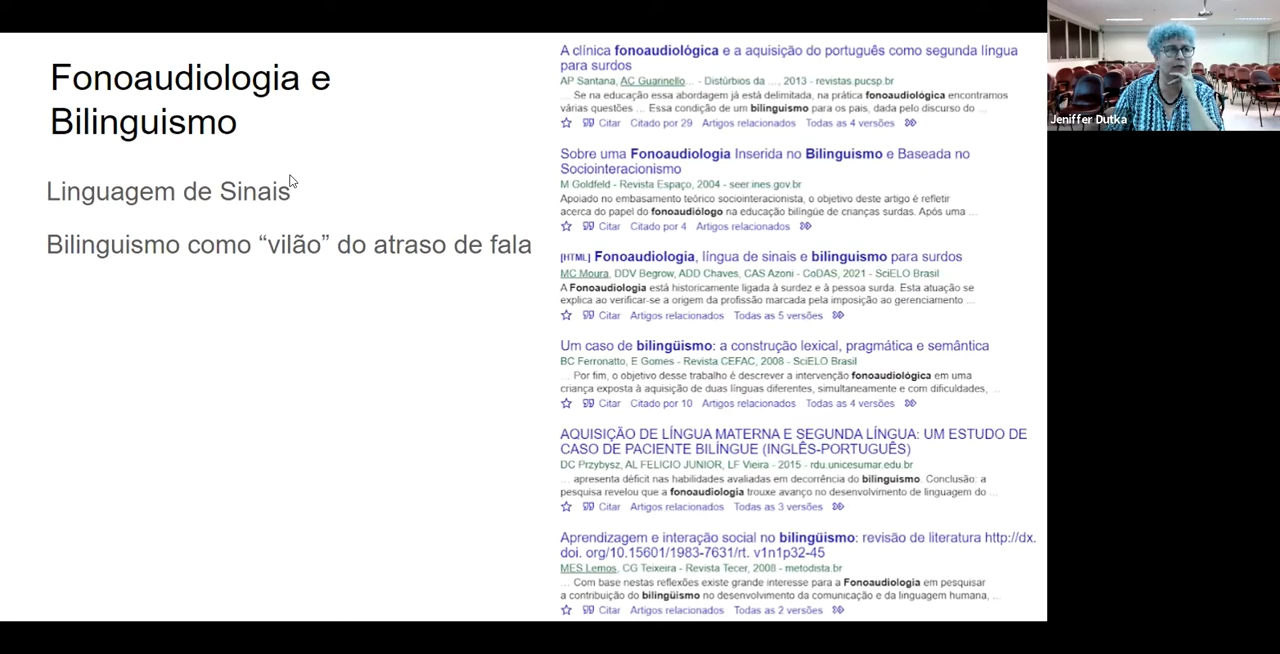 Fonoaudiologia e
Bilinguismo
Linguagem de Sinais
Bilinguismo como “vilão” do atraso de fala
A clínica fonoaudiológica e a aquisição do português como segunda língua
para surdos
AP Santana, AC Guarinello... - Distúrbios da ..., 2013 - revistas.pucsp.br
... Se na educação essa abordagem já está delimitada, na prática fonoaudiológica encontramos
várias questões ... Essa condição de um bilinguismo para os pais, dada pelo discurso do ...
Citar Citado por 29 Artigos relacionados Todas as 4 versões
Sobre uma Fonoaudiologia Inserida no Bilinguismo e Baseada no
Sociointeracionismo
M Goldfeld - Revista Espaço, 2004 - seer.ines.gov.br
Apoiado no embasamento teórico sociointeracionista, o objetivo deste artigo é refletir
acerca do papel do fonoaudiólogo na educação bilíngüe de crianças surdas. Após uma ...
Citar Citado por 4 Artigos relacionados
[HTML] Fonoaudiologia, língua de sinais e bilinguismo para surdos
MC Moura, DDV Begrow, ADD Chaves, CAS Azoni - CoDAS, 2021 - SciELO Brasil
A Fonoaudiologia está historicamente ligada à surdez e à pessoa surda. Esta atuação se
explica ao verificar-se a origem da profissão marcada pela imposição ao gerenciamento ...
Citar Artigos relacionados Todas as 5 versões
Um caso de bilingüismo: a construção lexical, pragmática e semântica
BC Ferronatto, E Gomes - Revista CEFAC, 2008 - SciELO Brasil
... Por fim, o objetivo desse trabalho é descrever a intervenção fonoaudiológica em uma
criança exposta à aquisição de duas línguas diferentes, simultaneamente e com dificuldades, ...
Citar Citado por 10 Artigos relacionados Todas as 4 versões
AQUISIÇÃO DE LÍNGUA MATERNA E SEGUNDA LÍNGUA: UM ESTUDO DE
CASO DE PACIENTE BILÍNGUE (INGLÊS-PORTUGUÊS)
DC Przybysz, AL FELICIO JUNIOR, LF Vieira - 2015 - rdu.unicesumar.edu.br
... apresenta déficit nas habilidades avaliadas em decorrência do bilinguismo. Conclusão: a
pesquisa revelou que a fonoaudiologia trouxe avanço no desenvolvimento de linguagem do ...
Citar Artigos relacionados Todas as 3 versões
Aprendizagem e interação social no bilingüismo: revisão de literatura http://dx.
doi. org/10.15601/1983-7631/rt. v1n1p32-45
MES Lemos, CG Teixeira - Revista Tecer, 2008 - metodista.br
... Com base nestas reflexões existe grande interesse para a Fonoaudiologia em pesquisar
a contribuição do bilingüismo no desenvolvimento da comunicação e da linguagem humana, ...
Citar Artigos relacionados Todas as 2 versões
Jeniffer Dutka